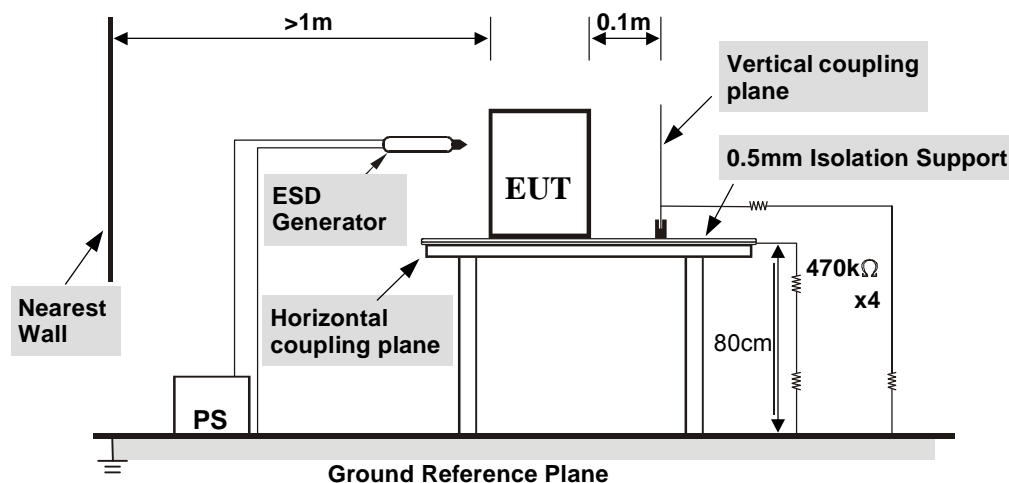 >1m
0.1m
Vertical coupling
plane
0.5mm Isolation Support
ESD
Generator
EUT
Nearest
Wall
Horizontal
coupling plane
470kΩ
x4
80cm
PS
Ground Reference Plane